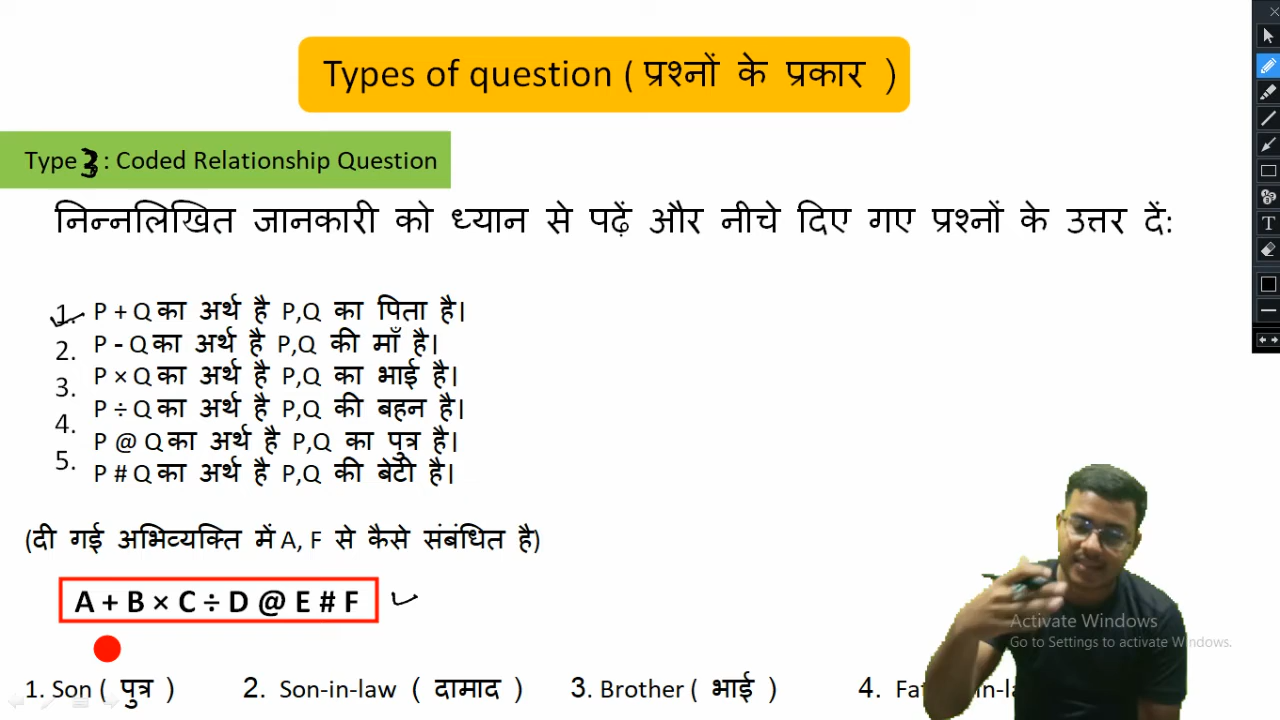 Types of question ( प्रश्नों के प्रकार )
Type 3 : Coded Relationship Question
निन्नलिखित जानकारी को ध्यान से पढ़ें और नीचे दिए गए प्रश्नों के उत्तर दें:
1. P + Q का अर्थ है P,Q का पिता है।
2. P - Q का अर्थ है P,Q की माँ है।
3. P × Q का अर्थ है P,Q का भाई है।
4. P ÷ Q का अर्थ है P,Q की बहन है।
5. P @ Q का अर्थ है P,Q का पुत्र है।
P # Q का अर्थ है P,Q की बेटी है।
(दी गई अभिव्यक्ति में A, F से कैसे संबंधित है)
A + B × C ÷ D @ E # F
Activate Windows
Go to Settings to activate Windows.
1. Son ( पुत्र ) 2. Son-in-law ( दामाद ) 3. Brother ( भाई ) 4.